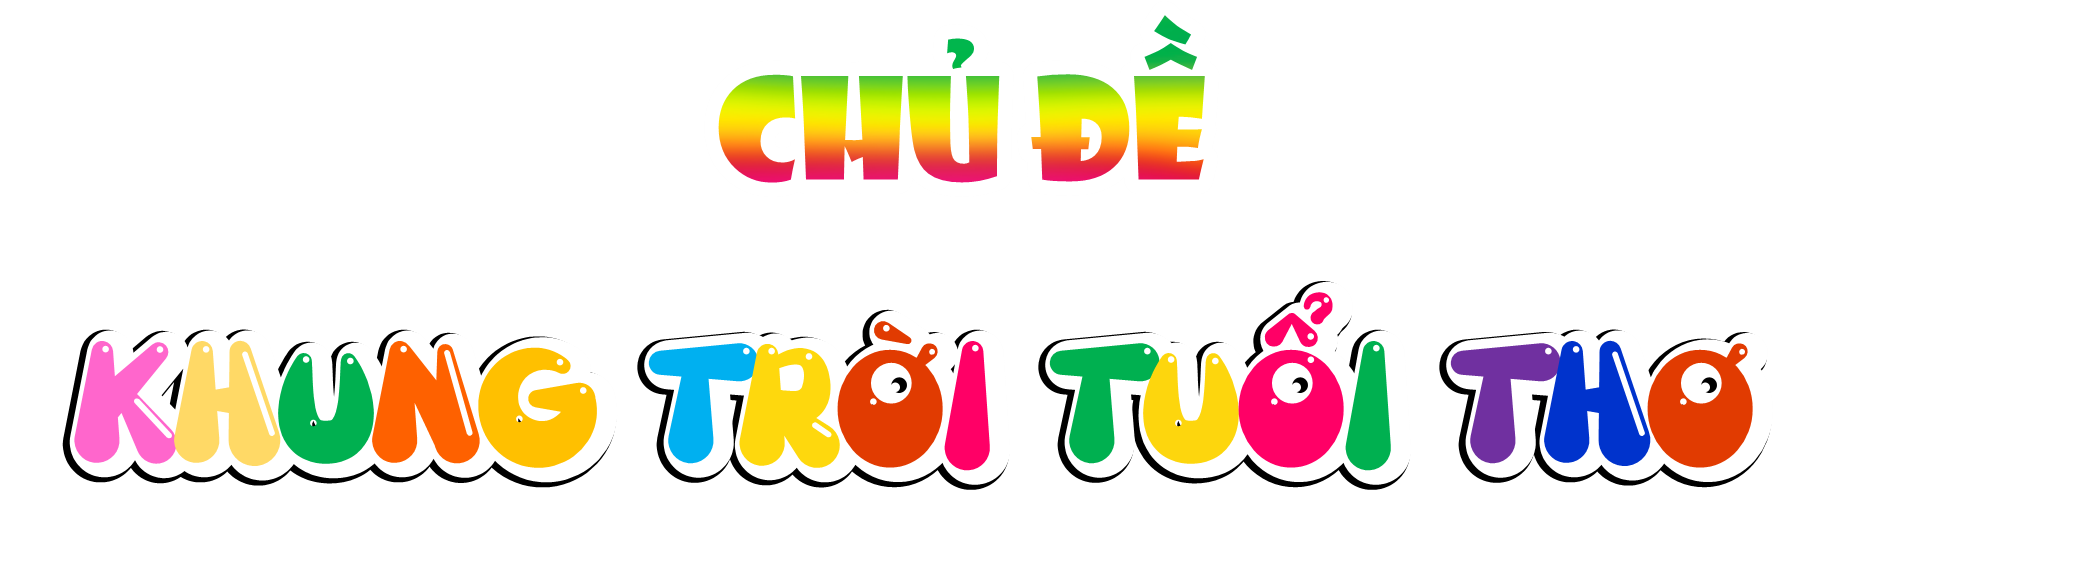 CHỦ ĐỀ
KHUNG TRỜI TUỔI THƠ